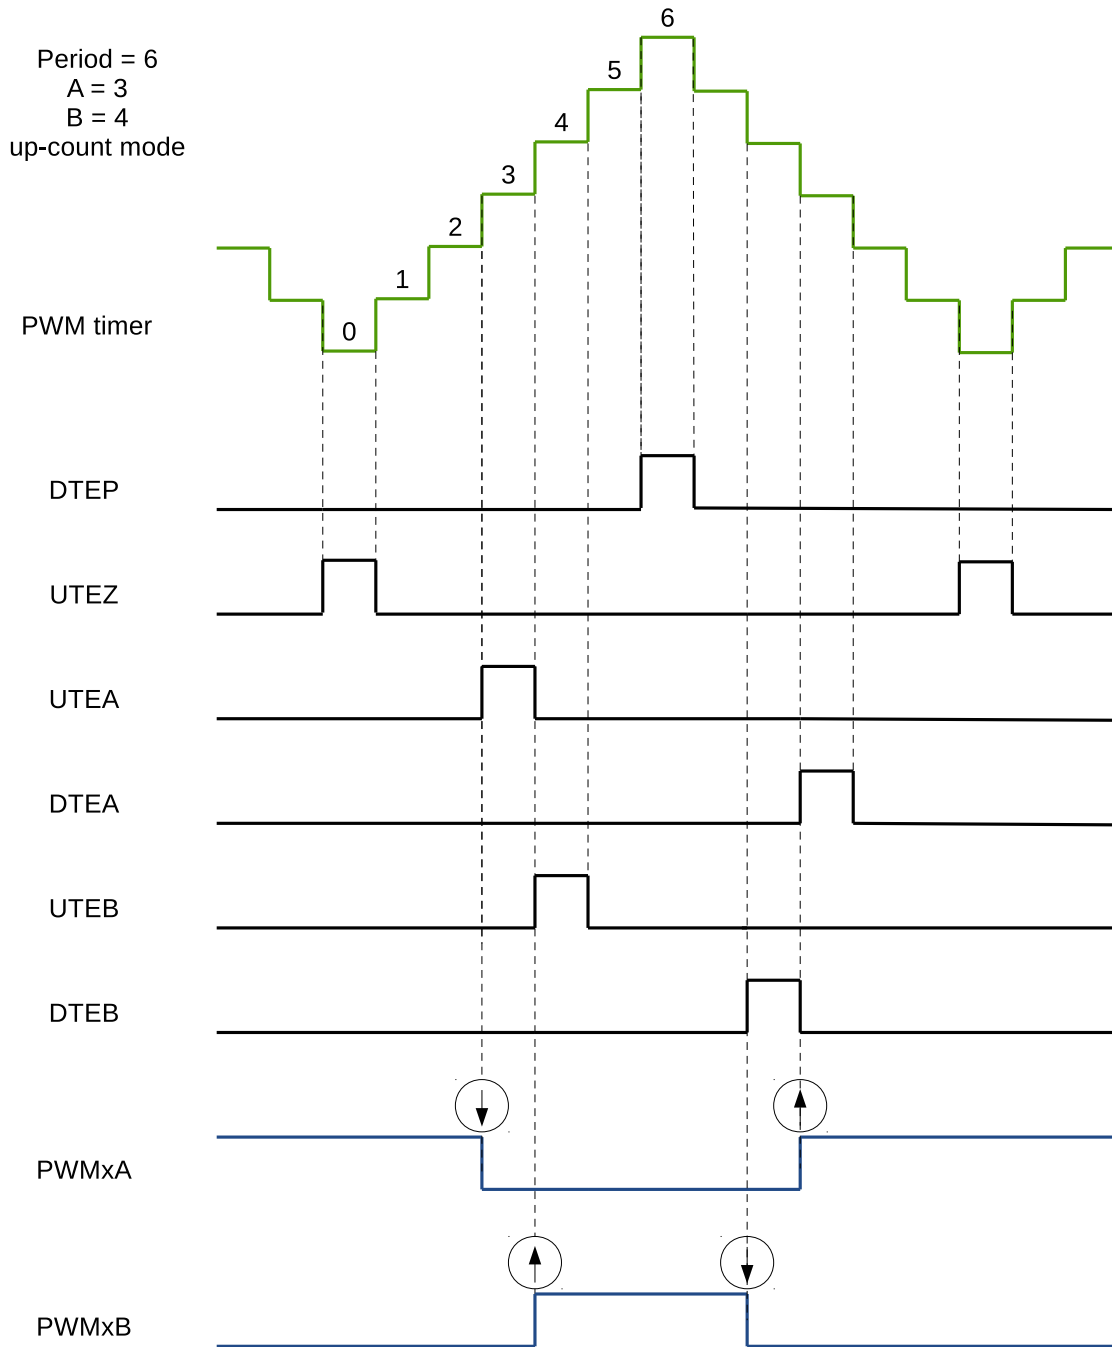 6
Period = 6
A = 3
B = 4
up-count mode
5
4
3
2
1
0
PWM timer
DTEP
UTEZ
UTEA
DTEA
UTEB
DTEB
PWMxA
PWMxB